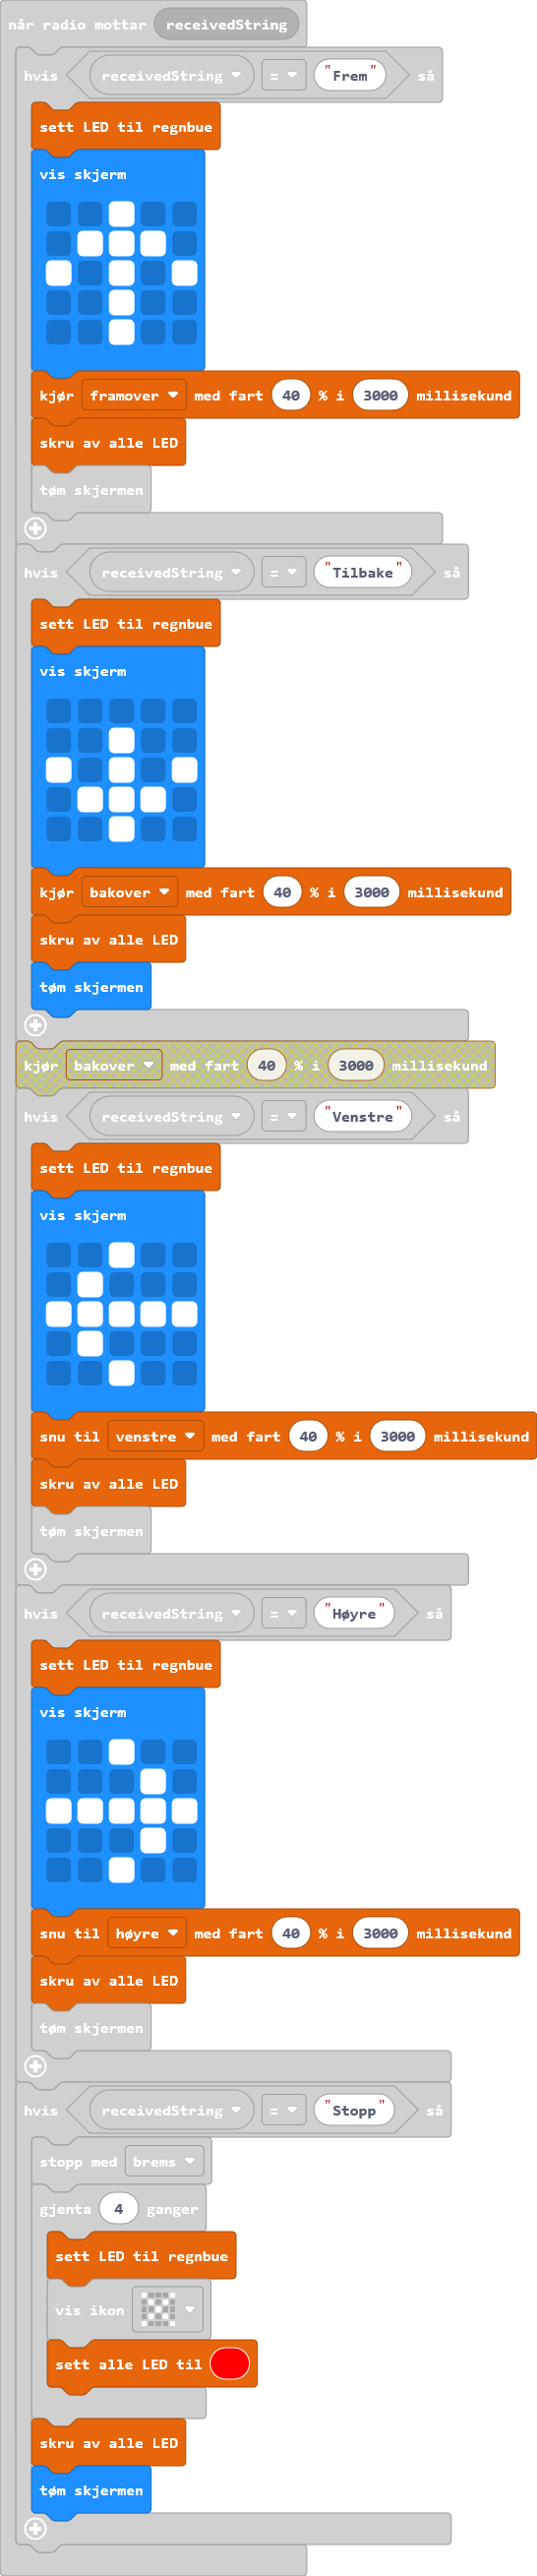 når radio mottar receivedString
hvis receivedString = "Frem" så
sett LED til regnbue
vis skjerm
kjør framover med fart 40 % i 3000 millisekund
skru av alle LED
tøm skjermen
hvis receivedString = "Tilbake" så
sett LED til regnbue
vis skjerm
kjør bakover med fart 40 % i 3000 millisekund
skru av alle LED
tøm skjermen
kjør bakover med fart 40 % i 3000 millisekund
hvis receivedString = "Venstre" så
sett LED til regnbue
vis skjerm
snu til venstre med fart 40 % i 3000 millisekund
skru av alle LED
tøm skjermen
hvis receivedString = "Høyre" så
sett LED til regnbue
vis skjerm
snu til høyre med fart 40 % i 3000 millisekund
skru av alle LED
tøm skjermen
hvis receivedString = "Stopp" så
stopp med brems
gjenta 4 ganger
sett LED til regnbue
vis ikon
sett alle LED til
skru av alle LED
tøm skjermen